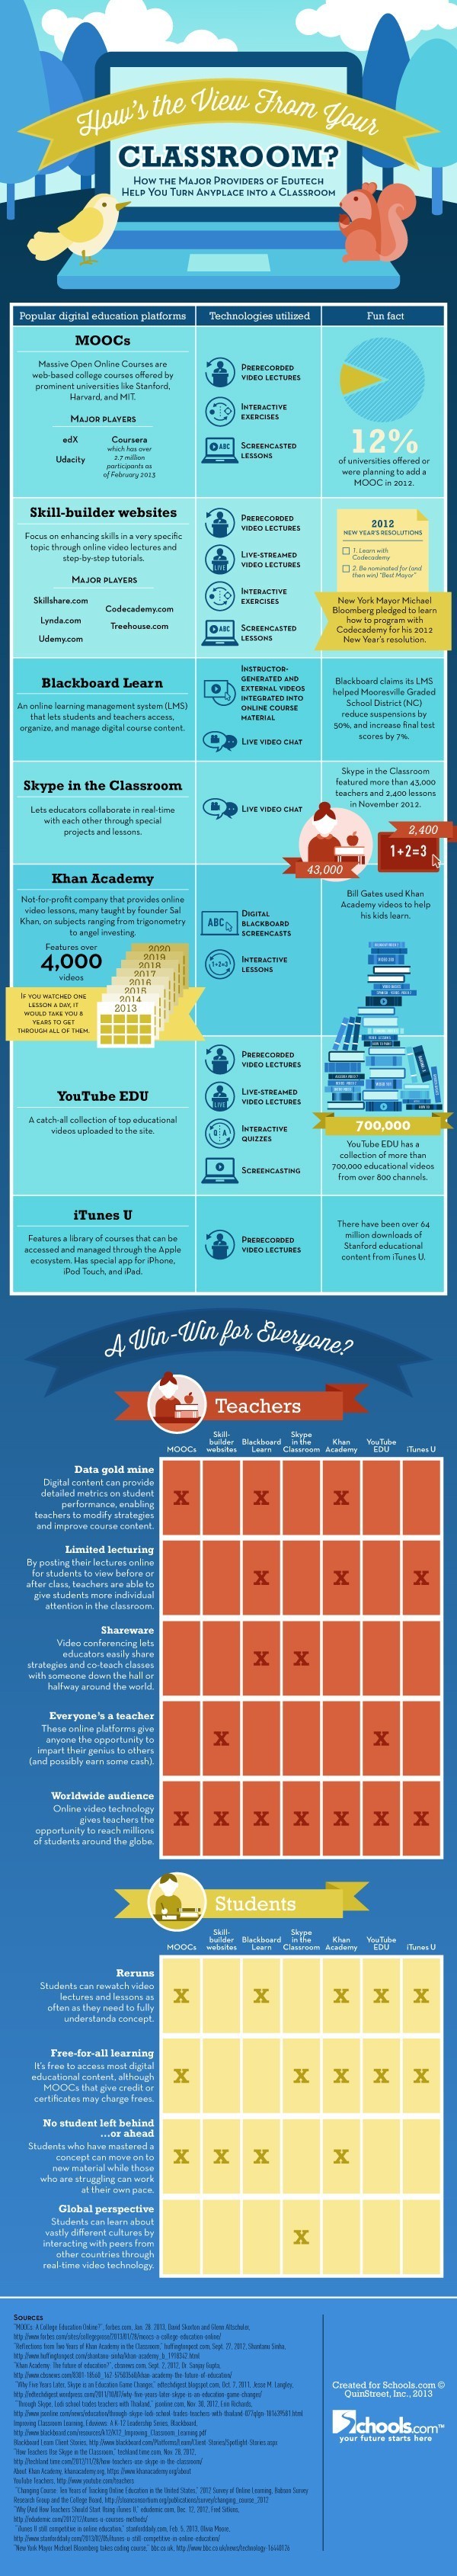 How's the View From Your
CLASSROOM?
HOW THE MAJOR PROVIDERS OF EDUTECH
HELP YOU TURN ANYPLACE INTO A CLASSROOM
Popular digital education platforms
Technologies utilized
Fun fact
MOOCs
Massive Open Online Courses are
web-based college courses offered by
prominent universities like Stanford,
Harvard, and MIT.
MAJOR PLAYERS
edX
Udacity
Coursera
which has over
2.7 million
participants as
of February 2013
PRERECORDED
VIDEO LECTURES
INTERACTIVE
EXERCISES
ABC
SCREENCASTED
LESSONS
12%
of universities offered or
were planning to add a
MOOC in 2012.
Skill-builder websites
Focus on enhancing skills in a very specific
topic through online video lectures and
step-by-step tutorials.
MAJOR PLAYERS
Skillshare.com
Lynda.com
Udemy.com
Codecademy.com
Treehouse.com
PRERECORDED
VIDEO LECTURES
LIVE
LIVE-STREAMED
VIDEO LECTURES
INTERACTIVE
EXERCISES
ABC
SCREENCASTED
LESSONS
2012
NEW YEAR'S RESOLUTIONS
1. Learn with
Codecademy
2. Be nominated for (and
then win) "Best Mayor"
New York Mayor Michael
Bloomberg pledged to learn
how to program with
Codecademy for his 2012
New Year's resolution.
Blackboard Learn
An online learning management system (LMS)
that lets students and teachers access,
organize, and manage digital course content.
INSTRUCTOR-
GENERATED AND
EXTERNAL VIDEOS
INTEGRATED INTO
ONLINE COURSE
MATERIAL
LIVE VIDEO CHAT
Blackboard claims its LMS
helped Mooresville Graded
School District (NC)
reduce suspensions by
50%, and increase final test
scores by 7%.
Skype in the Classroom
Lets educators collaborate in real-time
with each other through special
projects and lessons.
LIVE VIDEO CHAT
Skype in the Classroom
featured more than 43,000
teachers and 2,400 lessons
in November 2012.
2,400
1+2=3
43,000
Khan Academy
Not-for-profit company that provides online
video lessons, many taught by founder Sal
Khan, on subjects ranging from trigonometry
to angel investing.
Features over
4,000
videos
IF YOU WATCHED ONE
LESSON A DAY, IT
WOULD TAKE YOU 8
YEARS TO GET
THROUGH ALL OF THEM.
2020
2019
2018
2017
2016
2015
2014
2013
ABC
DIGITAL
BLACKBOARD
SCREENCASTS
1+2=3
INTERACTIVE
LESSONS
Bill Gates used Khan
Academy videos to help
his kids learn.
YouTube EDU
A catch-all collection of top educational
videos uploaded to the site.
PRERECORDED
VIDEO LECTURES
LIVE
LIVE-STREAMED
VIDEO LECTURES
Q A
INTERACTIVE
QUIZZES
SCREENCASTING
700,000
YouTube EDU has a
collection of more than
700,000 educational videos
from over 800 channels.
iTunes U
Features a library of courses that can be
accessed and managed through the Apple
ecosystem. Has special app for iPhone,
iPod Touch, and iPad.
PRERECORDED
VIDEO LECTURES
There have been over 64
million downloads of
Stanford educational
content from iTunes U.
A Win-Win for Everyone?
Teachers
MOOCs Skill-builder websites Blackboard Learn Skype in the Classroom Khan Academy YouTube EDU iTunes U
Data gold mine
Digital content can provide
detailed metrics on student
performance, enabling
teachers to modify strategies
and improve course content.
X X X
Limited lecturing
By posting their lectures online
for students to view before or
after class, teachers are able to
give students more individual
attention in the classroom.
X X X
Shareware
Video conferencing lets
educators easily share
strategies and co-teach classes
with someone down the hall or
halfway around the world.
X X
Everyone's a teacher
These online platforms give
anyone the opportunity to
impart their genius to others
(and possibly earn some cash).
X X
Worldwide audience
Online video technology
gives teachers the
opportunity to reach millions
of students around the globe.
X X X X X X X
Students
MOOCs Skill-builder websites Blackboard Learn Skype in the Classroom Khan Academy YouTube EDU iTunes U
Reruns
Students can rewatch video
lectures and lessons as
often as they need to fully
understanda concept.
X X X X X
Free-for-all learning
It's free to access most digital
educational content, although
MOOCs that give credit or
certificates may charge frees.
X X X X X
No student left behind
...or ahead
Students who have mastered a
concept can move on to
new material while those
who are struggling can work
at their own pace.
X X X X
Global perspective
Students can learn about
vastly different cultures by
interacting with peers from
other countries through
real-time video technology.
X
SOURCES
Created for Schools.com ©
QuinStreet, Inc., 2013
Schools.com™
your future starts here